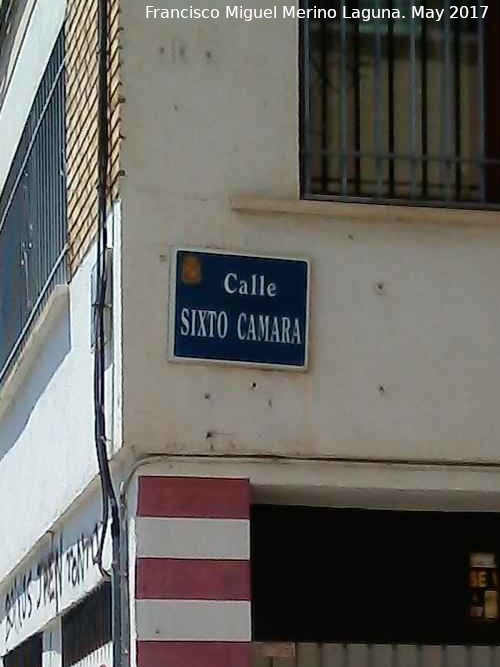 Francisco Miguel Merino Laguna. May 2017
Calle
SIXTO CAMARA